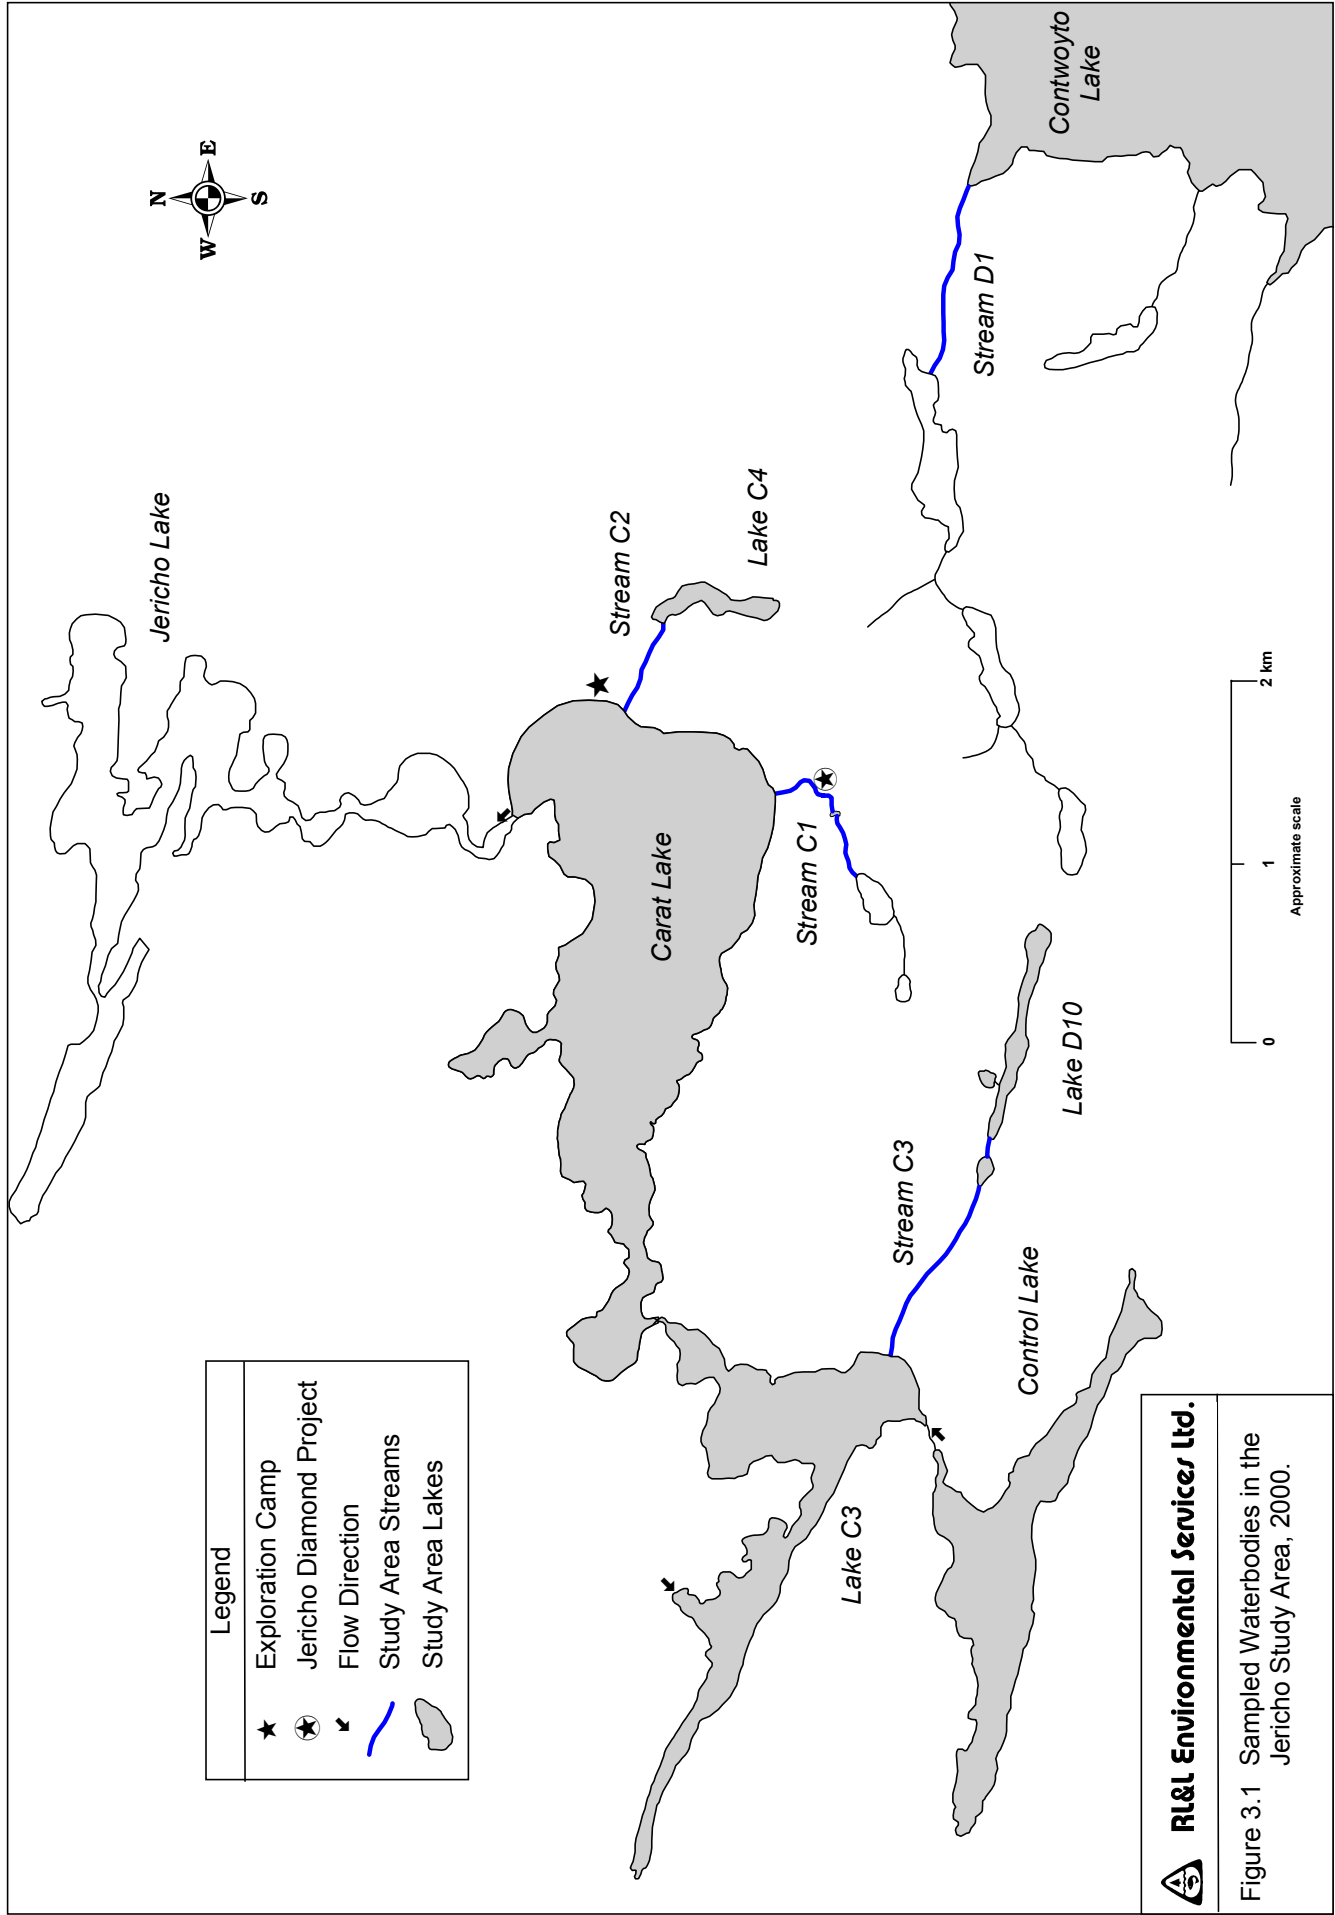 Jericho Lake
N
W
E
S
Contwoyto
Lake
Stream C2
Lake C4
Stream D1
Carat Lake
Stream C1
Stream C3
Lake D10
Control Lake
Lake C3
Legend
Exploration Camp
Jericho Diamond Project
Flow Direction
Study Area Streams
Study Area Lakes
0
1
2 km
Approximate scale
RL&L Environmental Services Ltd.
Figure 3.1 Sampled Waterbodies in the
Jericho Study Area, 2000.